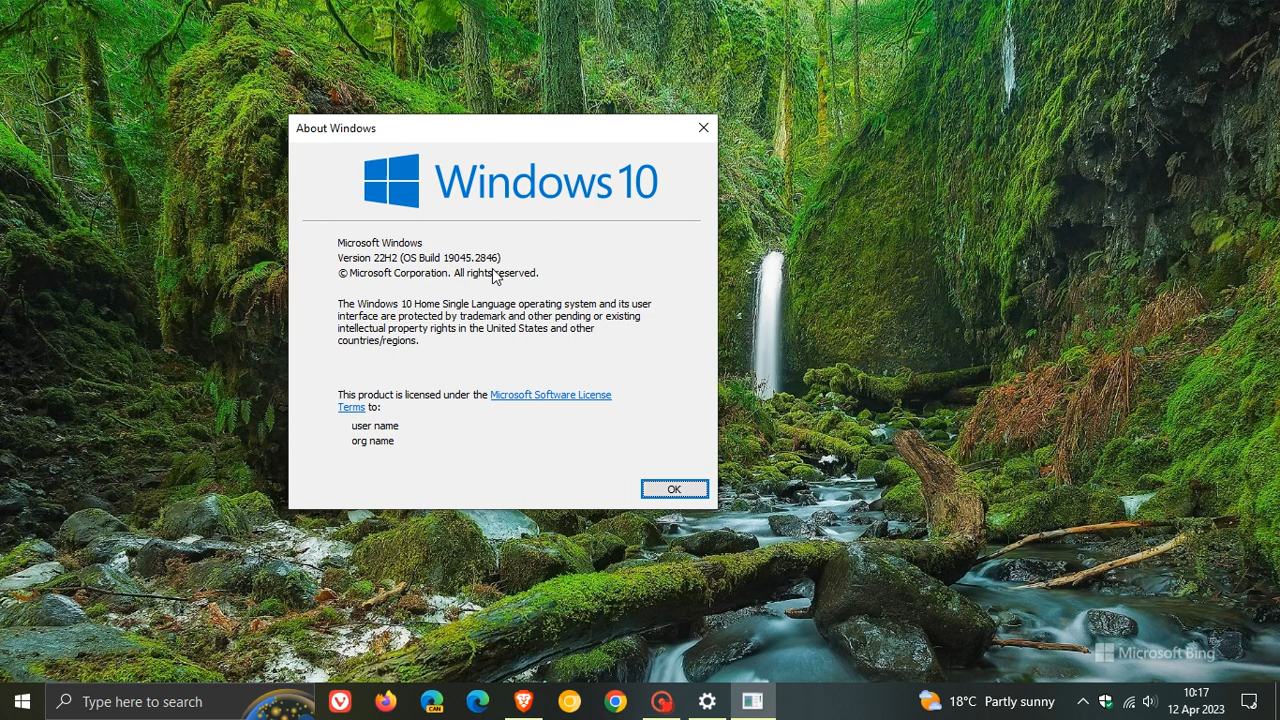 About Windows
Windows 10
Microsoft Windows
Version 22H2 (OS Build 19045.2846)
© Microsoft Corporation. All rights reserved.
The Windows 10 Home Single Language operating system and its user
interface are protected by trademark and other pending or existing
intellectual property rights in the United States and other
countries/regions.
This product is licensed under the Microsoft Software License
Terms to:
user name
org name
OK
Microsoft Bing
Type here to search
CAN
18°C Partly sunny
10:17
12 Apr 2023